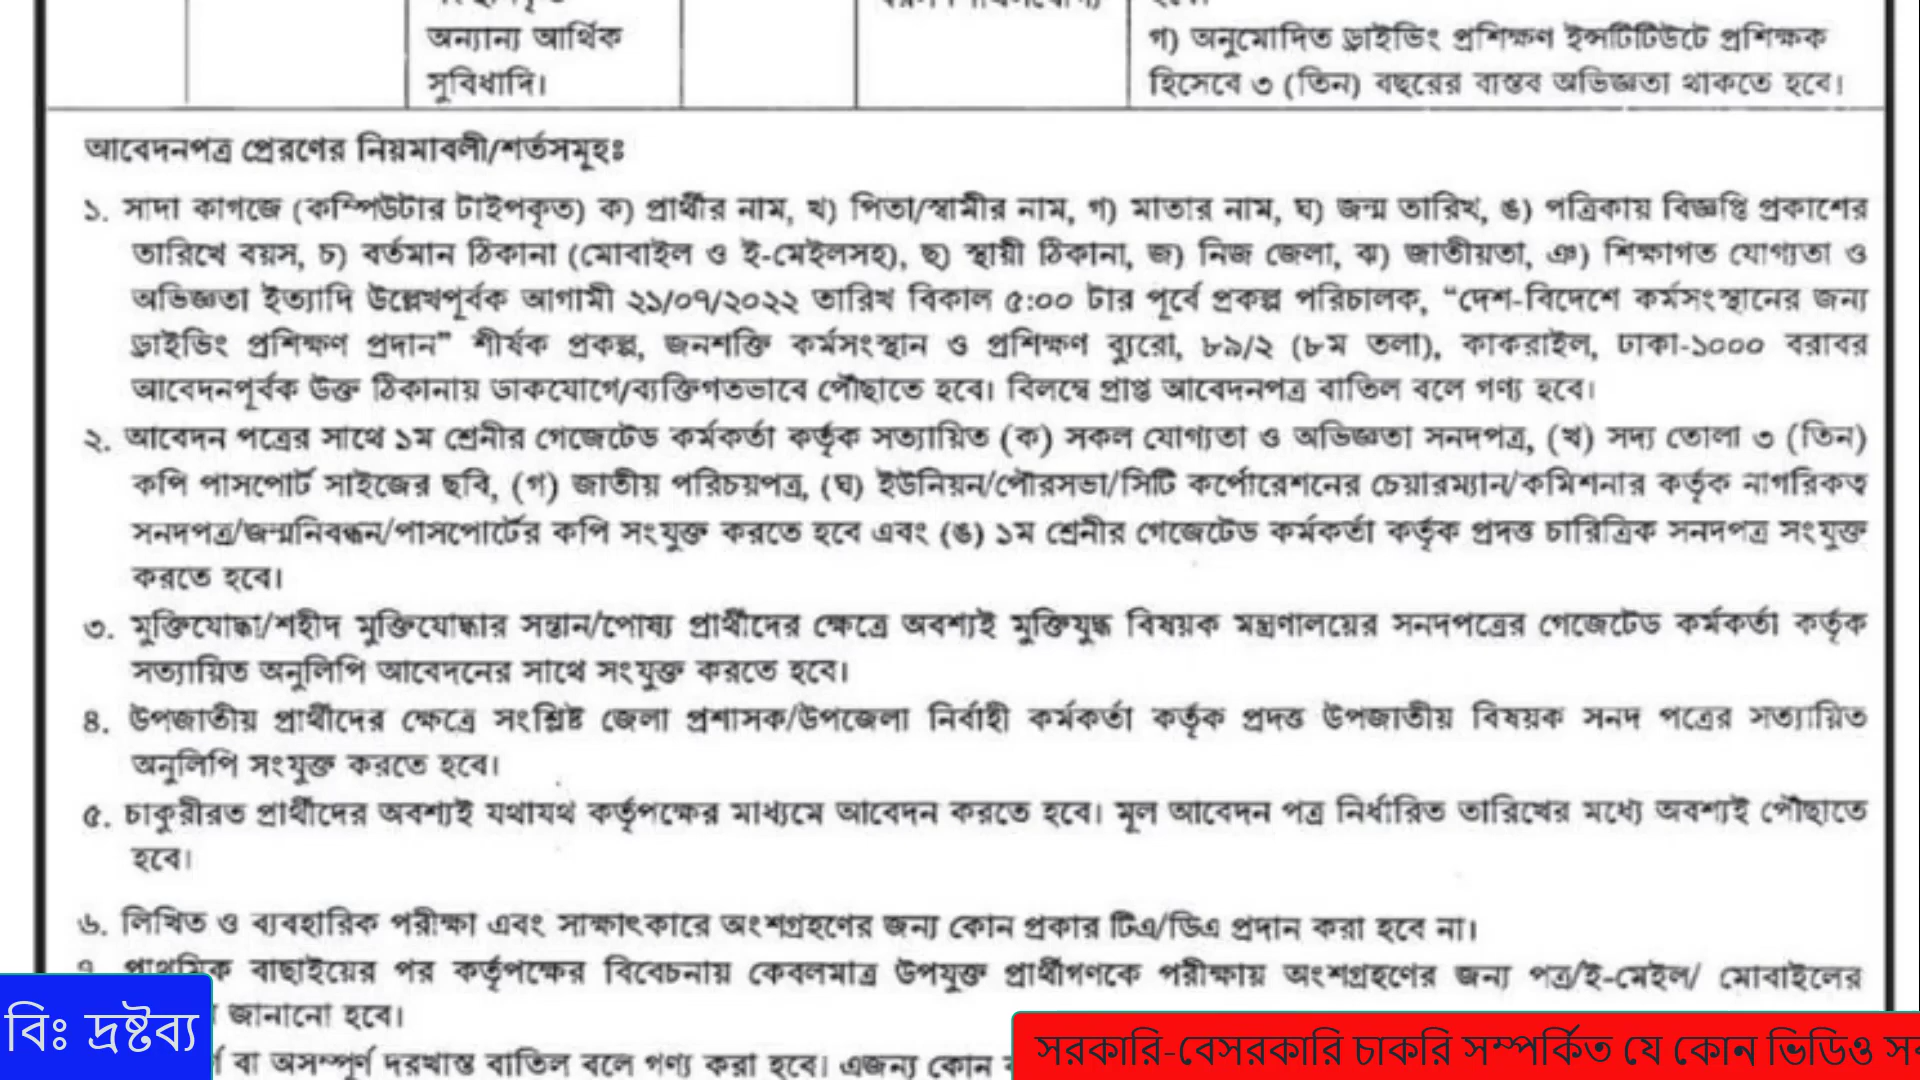 অন্যান্য আর্থিক
সুবিধাদি।
গ) অনুমোদিত ড্রাইভিং প্রশিক্ষণ ইন্সটিটিউটে প্রশিক্ষক
হিসেবে ৩ (তিন) বছরের বাস্তব অভিজ্ঞতা থাকতে হবে।
আবেদনপত্র প্রেরণের নিয়মাবলী/শর্তসমূহঃ
১. সাদা কাগজে (কম্পিউটার টাইপকৃত) ক) প্রার্থীর নাম, খ) পিতা/স্বামীর নাম, গ) মাতার নাম, ঘ) জন্ম তারিখ, ঙ) পত্রিকায় বিজ্ঞপ্তি প্রকাশের
তারিখে বয়স, চ) বর্তমান ঠিকানা (মোবাইল ও ই-মেইলসহ), ছ) স্থায়ী ঠিকানা, জ) নিজ জেলা, ঝ) জাতীয়তা, ঞ) শিক্ষাগত যোগ্যতা ও
অভিজ্ঞতা ইত্যাদি উল্লেখপূর্বক আগামী ২১/০৭/২০২২ তারিখ বিকাল ৫:০০ টার পূর্বে প্রকল্প পরিচালক, “দেশ-বিদেশে কর্মসংস্থানের জন্য
ড্রাইভিং প্রশিক্ষণ প্রদান” শীর্ষক প্রকল্প, জনশক্তি কর্মসংস্থান ও প্রশিক্ষণ ব্যুরো, ৮৯/২ (৮ম তলা), কাকরাইল, ঢাকা-১০০০ বরাবর
আবেদনপূর্বক উক্ত ঠিকানায় ডাকযোগে/ব্যক্তিগতভাবে পৌঁছাতে হবে। বিলম্বে প্রাপ্ত আবেদনপত্র বাতিল বলে গণ্য হবে।
২. আবেদন পত্রের সাথে ১ম শ্রেনীর গেজেটেড কর্মকর্তা কর্তৃক সত্যায়িত (ক) সকল যোগ্যতা ও অভিজ্ঞতা সনদপত্র, (খ) সদ্য তোলা ৩ (তিন)
কপি পাসপোর্ট সাইজের ছবি, (গ) জাতীয় পরিচয়পত্র, (ঘ) ইউনিয়ন/পৌরসভা/সিটি কর্পোরেশনের চেয়ারম্যান/কমিশনার কর্তৃক নাগরিকত্ব
সনদপত্র/জন্মনিবন্ধন/পাসপোর্টের কপি সংযুক্ত করতে হবে এবং (ঙ) ১ম শ্রেনীর গেজেটেড কর্মকর্তা কর্তৃক প্রদত্ত চারিত্রিক সনদপত্র সংযুক্ত
করতে হবে।
৩. মুক্তিযোদ্ধা/শহীদ মুক্তিযোদ্ধার সন্তান/পোষ্য প্রার্থীদের ক্ষেত্রে অবশ্যই মুক্তিযুদ্ধ বিষয়ক মন্ত্রণালয়ের সনদপত্রের গেজেটেড কর্মকর্তা কর্তৃক
সত্যায়িত অনুলিপি আবেদনের সাথে সংযুক্ত করতে হবে।
৪. উপজাতীয় প্রার্থীদের ক্ষেত্রে সংশ্লিষ্ট জেলা প্রশাসক/উপজেলা নির্বাহী কর্মকর্তা কর্তৃক প্রদত্ত উপজাতীয় বিষয়ক সনদ পত্রের সত্যায়িত
অনুলিপি সংযুক্ত করতে হবে।
৫. চাকুরীরত প্রার্থীদের অবশ্যই যথাযথ কর্তৃপক্ষের মাধ্যমে আবেদন করতে হবে। মূল আবেদন পত্র নির্ধারিত তারিখের মধ্যে অবশ্যই পৌঁছাতে
হবে।
৬. লিখিত ও ব্যবহারিক পরীক্ষা এবং সাক্ষাৎকারে অংশগ্রহণের জন্য কোন প্রকার টিএ/ডিএ প্রদান করা হবে না।
৭. প্রাথমিক বাছাইয়ের পর কর্তৃপক্ষের বিবেচনায় কেবলমাত্র উপযুক্ত প্রার্থীগণকে পরীক্ষায় অংশগ্রহণের জন্য পত্র/ই-মেইল/ মোবাইলের
জানানো হবে।
বা অসম্পূর্ণ দরখাস্ত বাতিল বলে গণ্য করা হবে। এজন্য কোন
বিঃ দ্রষ্টব্য
সরকারি-বেসরকারি চাকরি সম্পর্কিত যে কোন ভিডিও